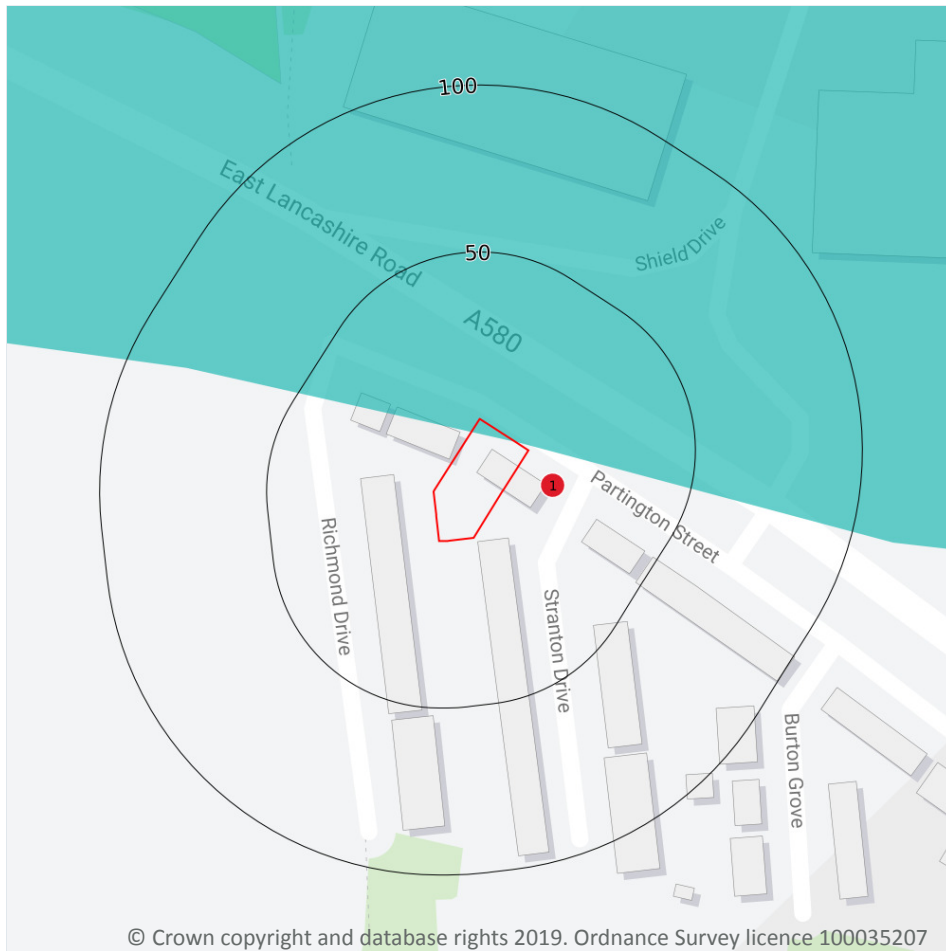 100
East Lancashire Road
Shield Drive
50
A580
1
Partington Street
Richmond Drive
Stranton Drive
Burton Grove
© Crown copyright and database rights 2019. Ordnance Survey licence 100035207